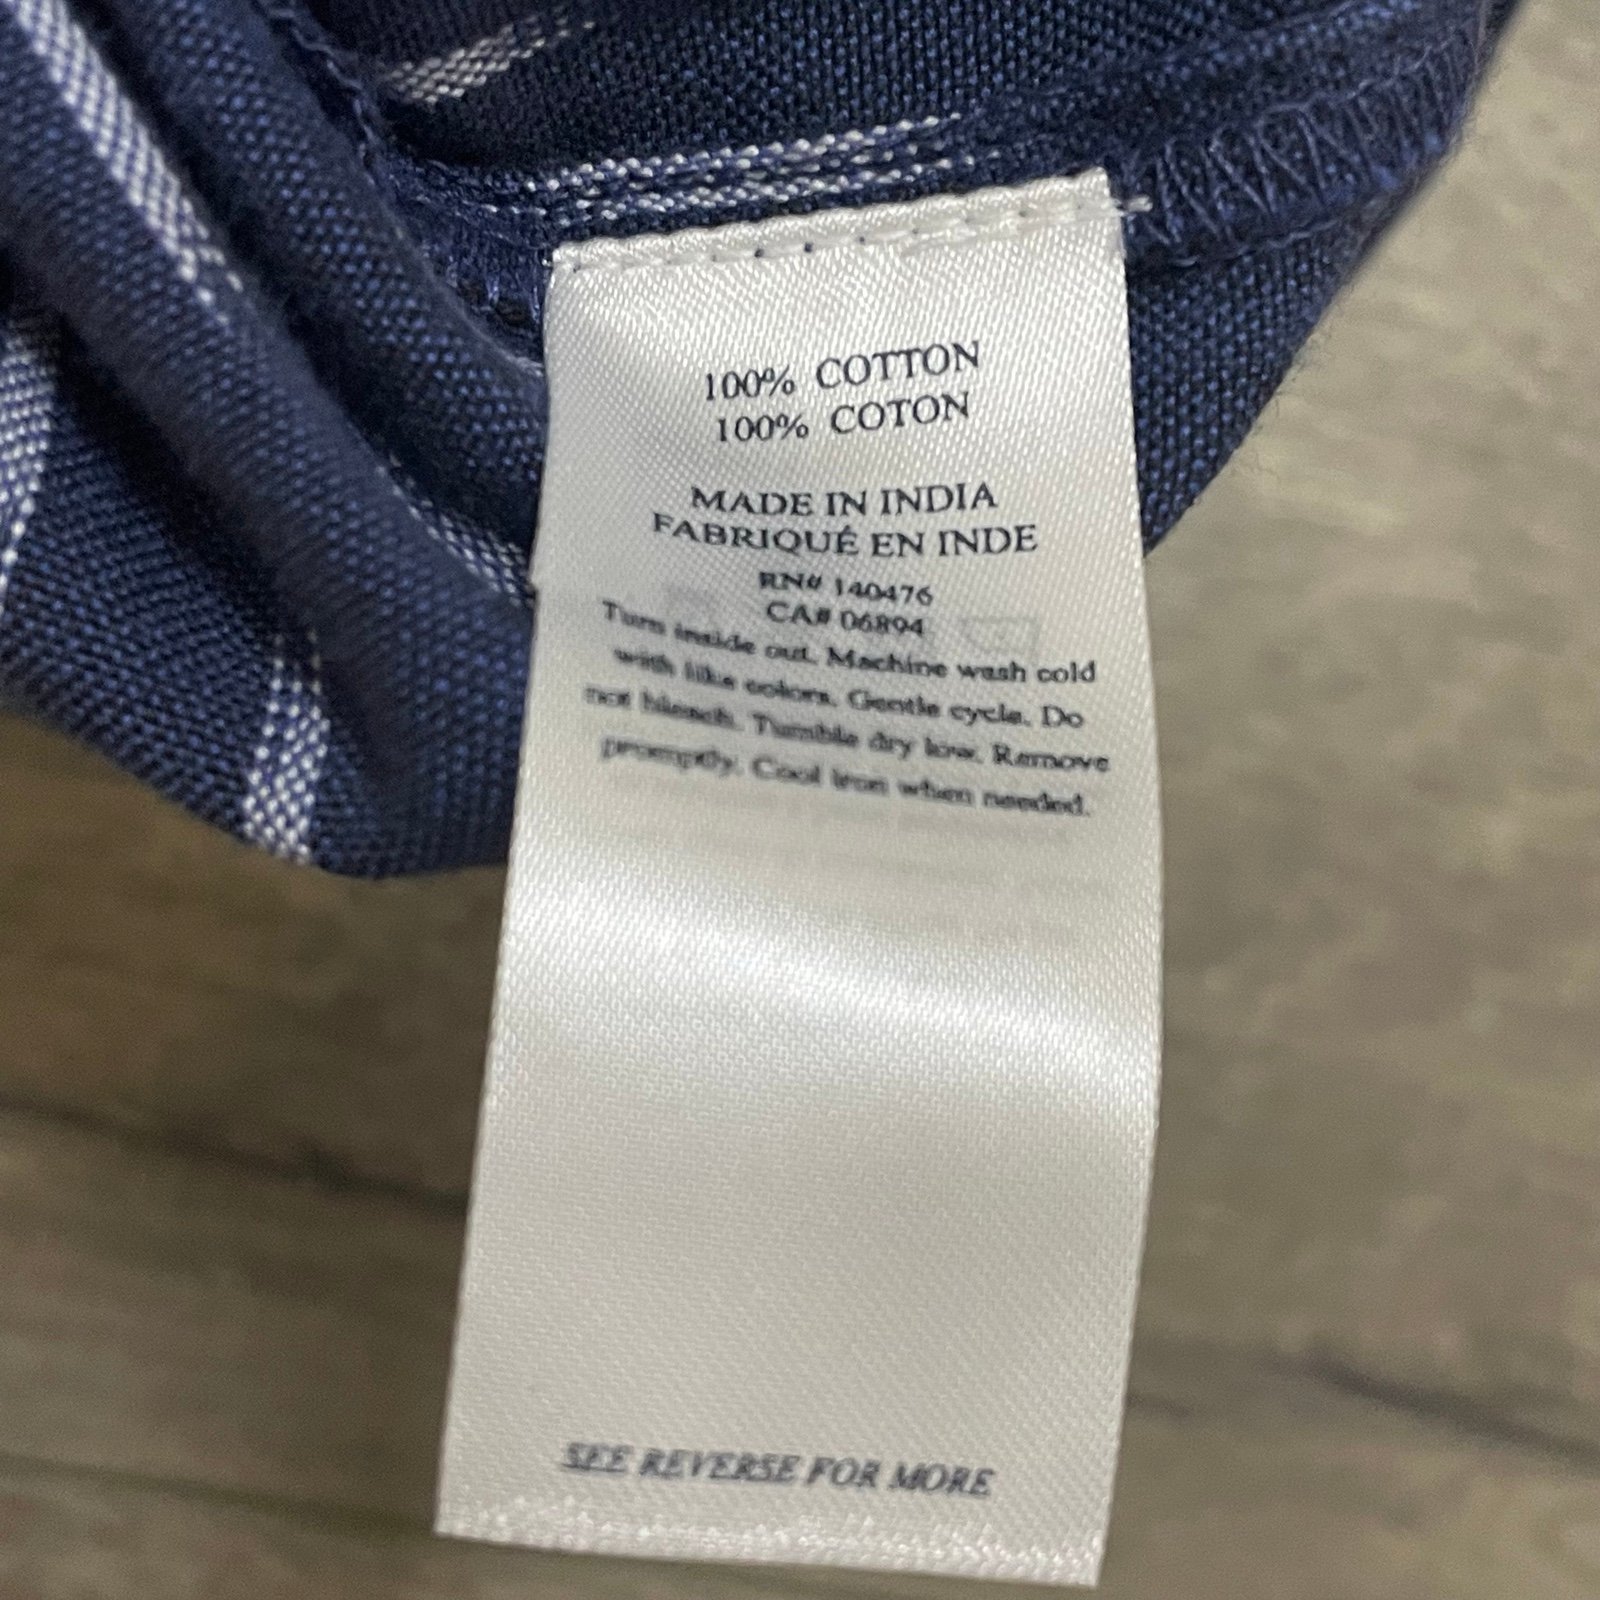 100% COTTON
100% COTON
MADE IN INDIA
FABRIQUÉ EN INDE
RN# 140476
CA# 06894
Turn inside out. Machine wash cold
with like colors. Gentle cycle. Do
not bleach. Tumble dry low. Remove
promptly. Cool iron when needed.
SEE REVERSE FOR MORE